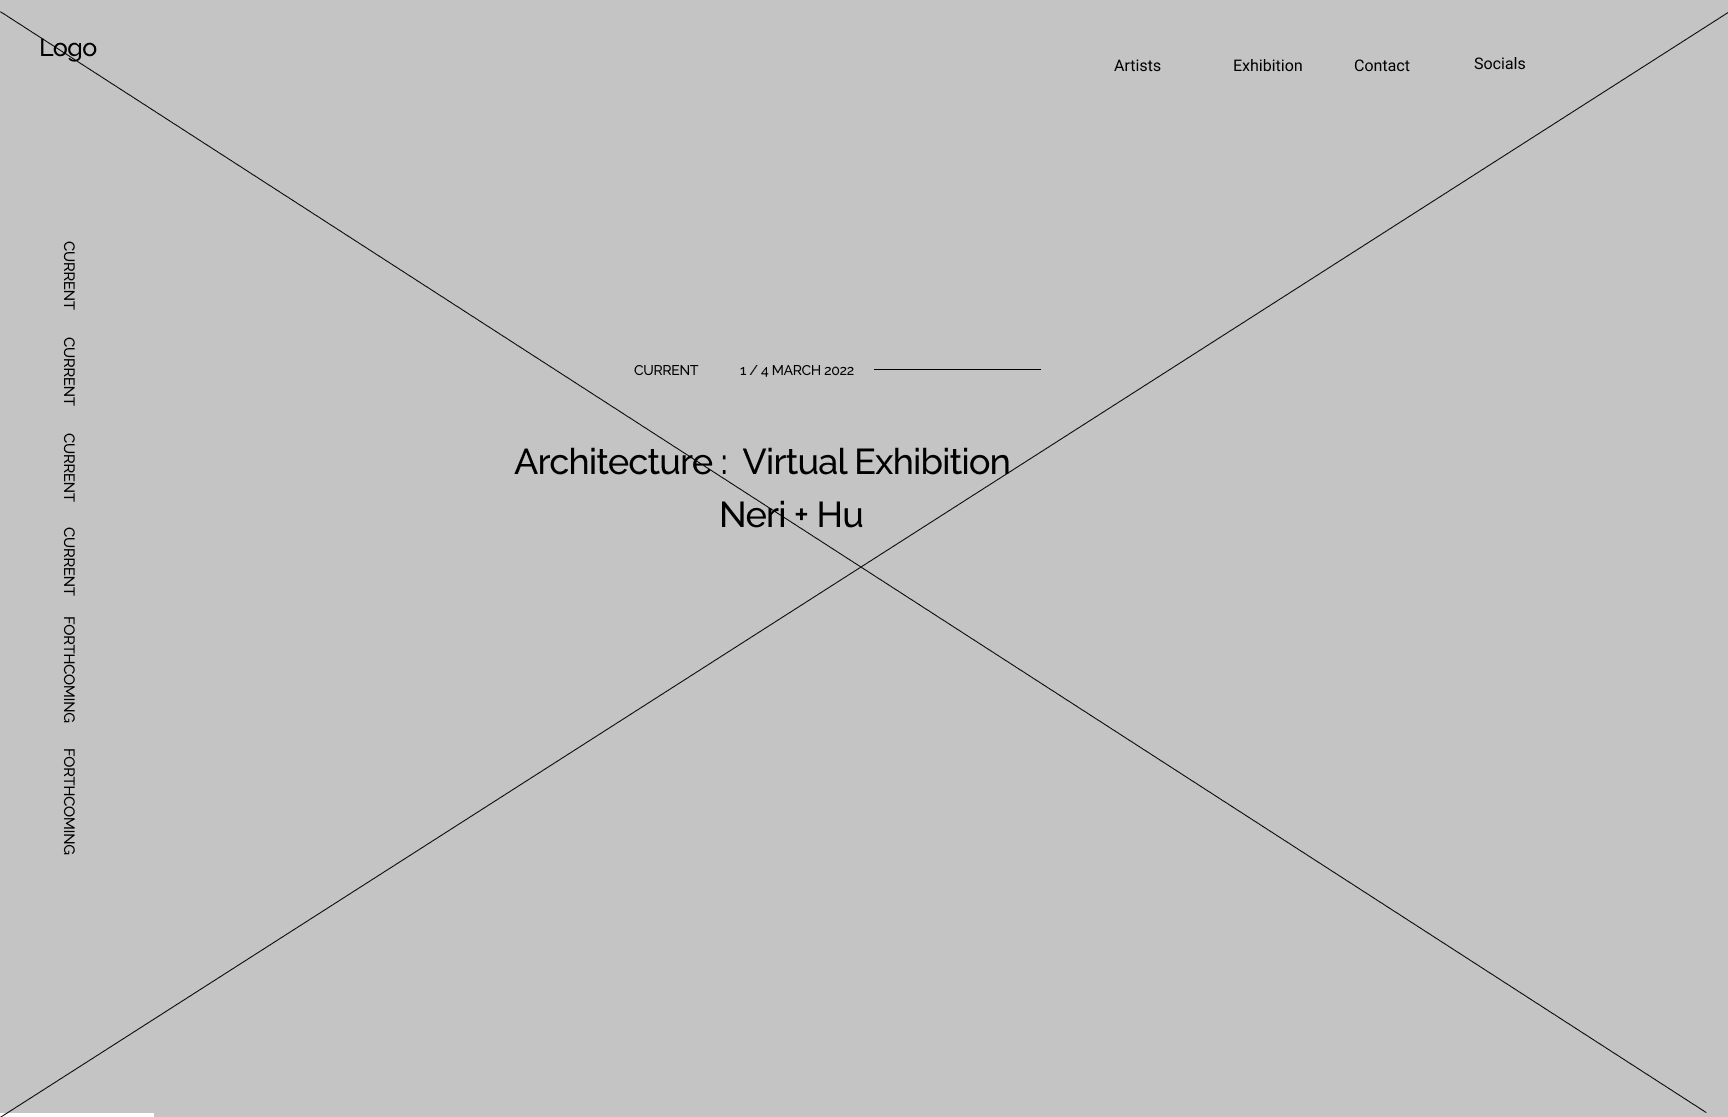 Logo
Artists
Exhibition
Contact
Socials
CURRENT
CURRENT
CURRENT
CURRENT
FORTHCOMING
FORTHCOMING
CURRENT 1 / 4 MARCH 2022
Architecture : Virtual Exhibition
Neri + Hu